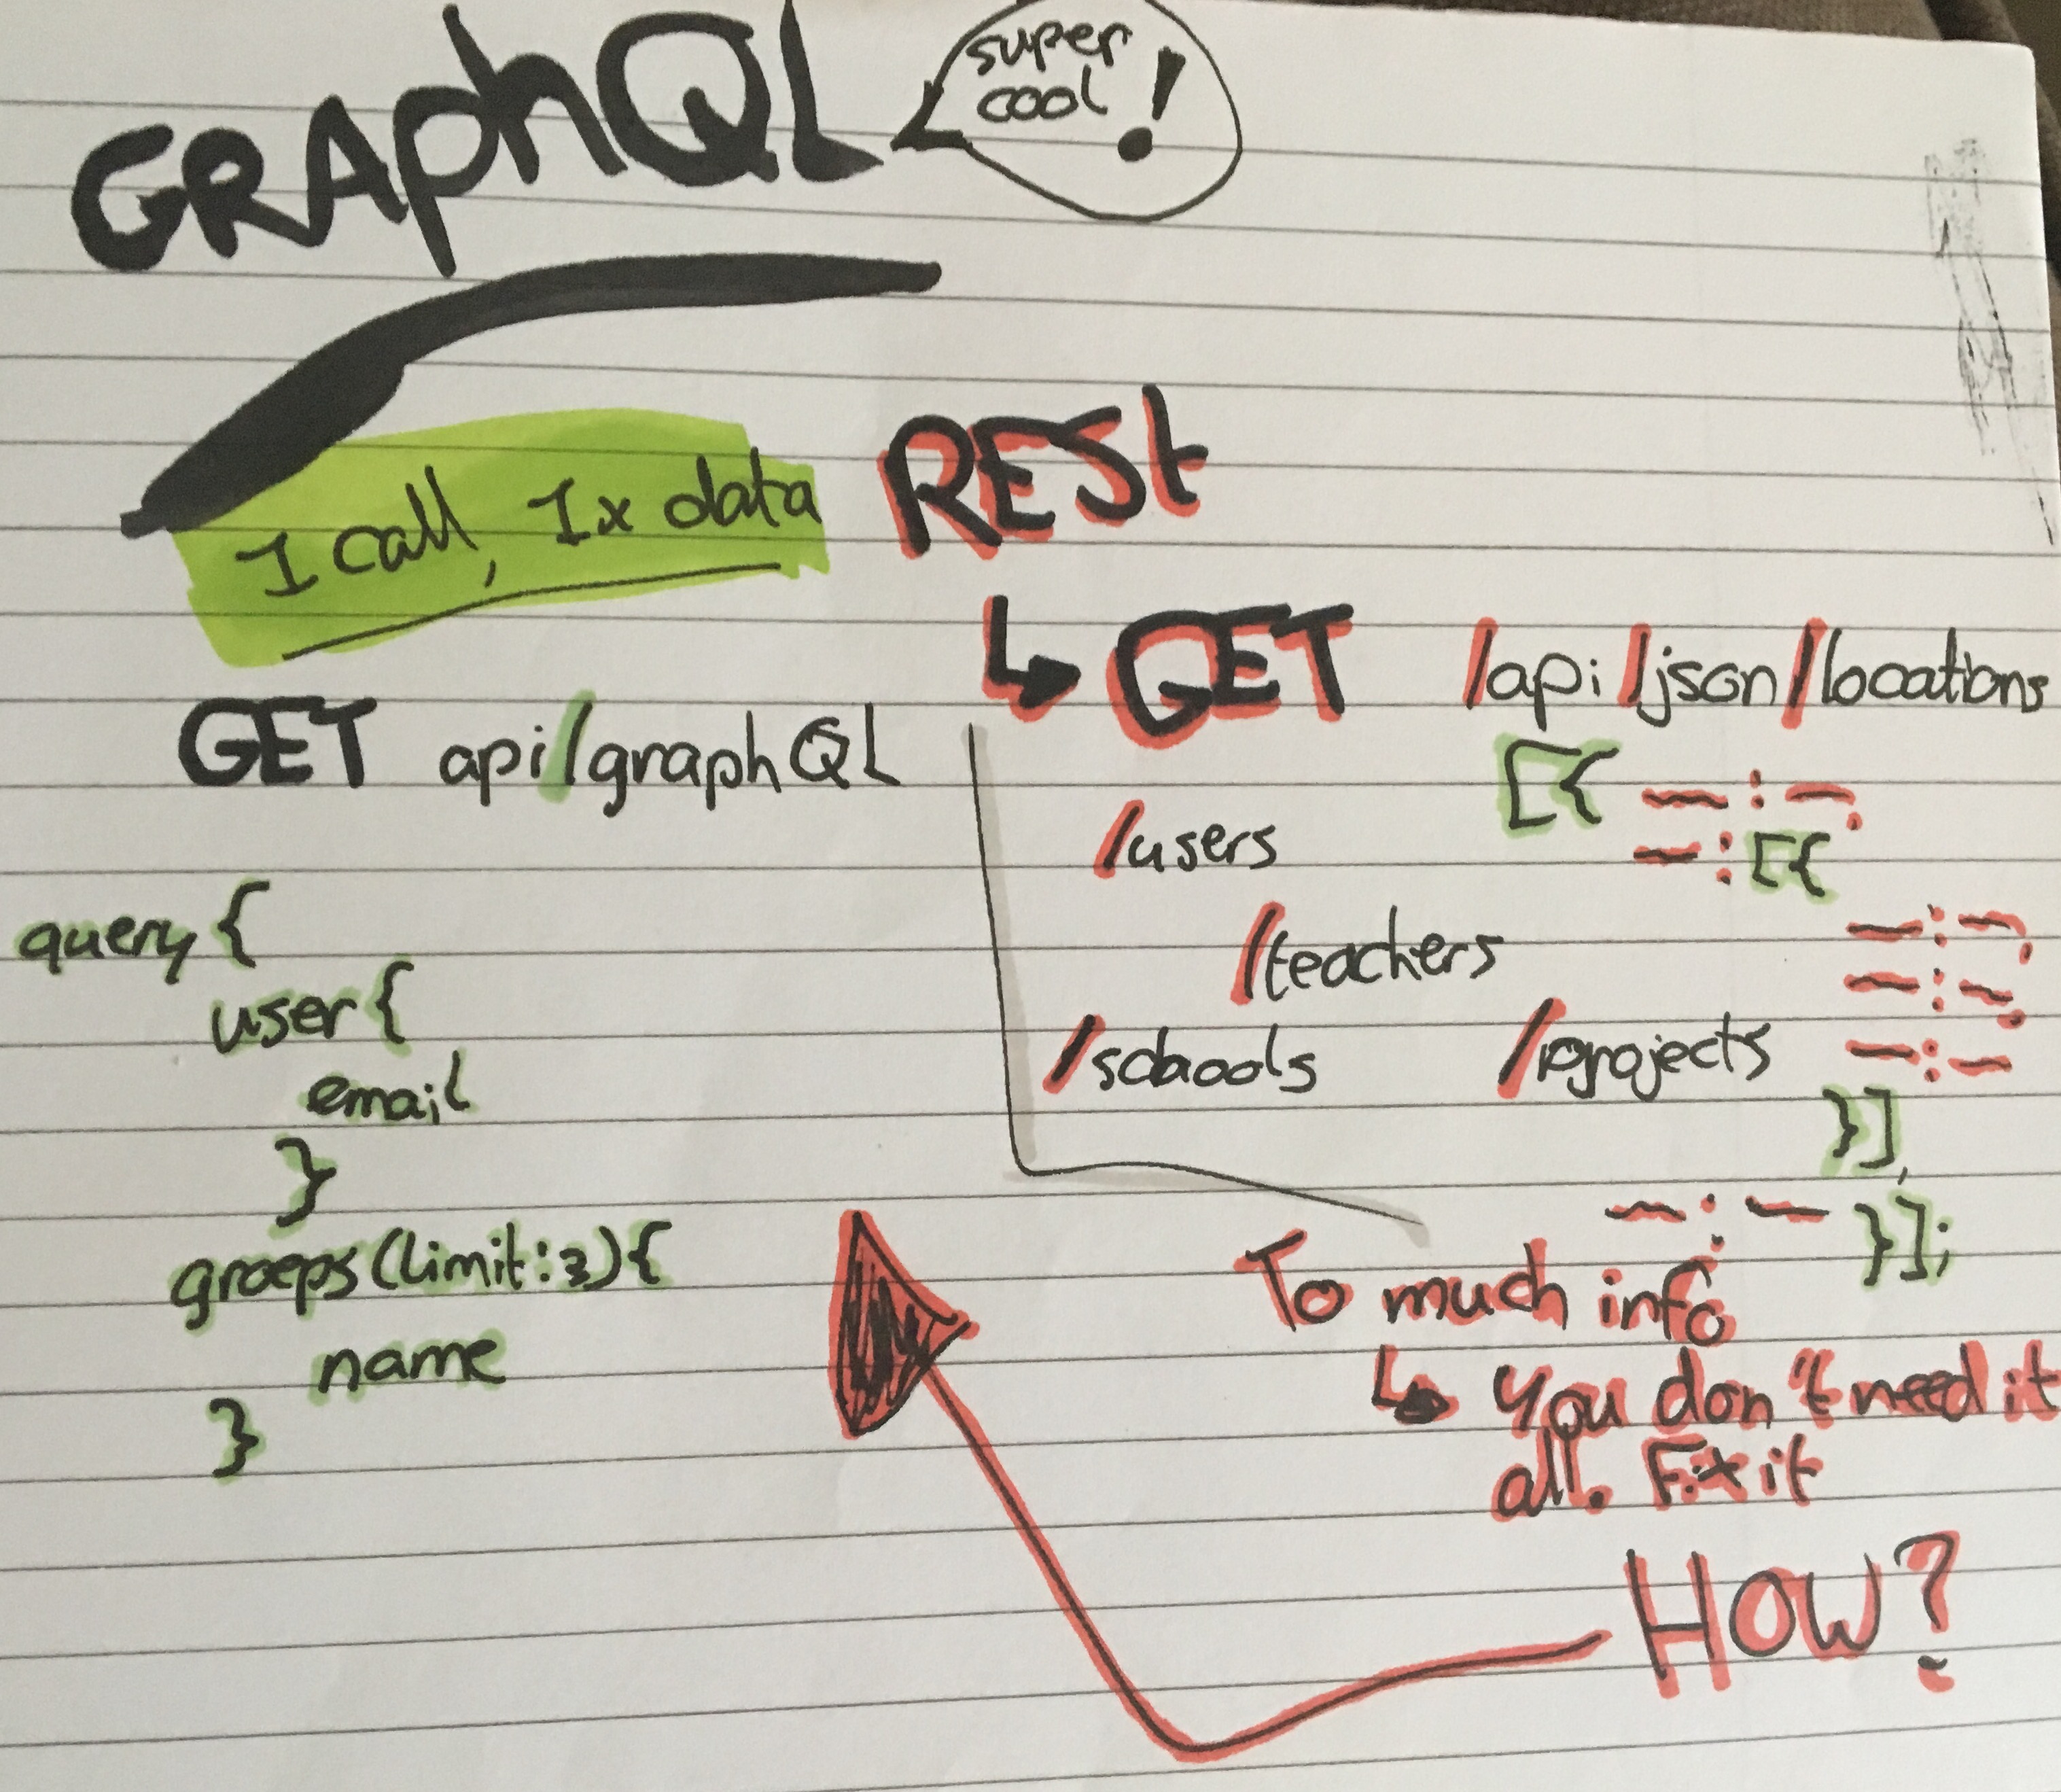 GRAphQL
super
cool !
1 call, 1x data
GET api/graphQL
query {
user {
email
}
groeps (limit:3) {
name
}
REST
GET /api/json/locations
/users
/teachers
/schools /projects
[{ — : —,
— : [{
— : —,
— : —,
— : —
}],
— : —
}];
To much info
you don't need it
all. Fix it
HOW?